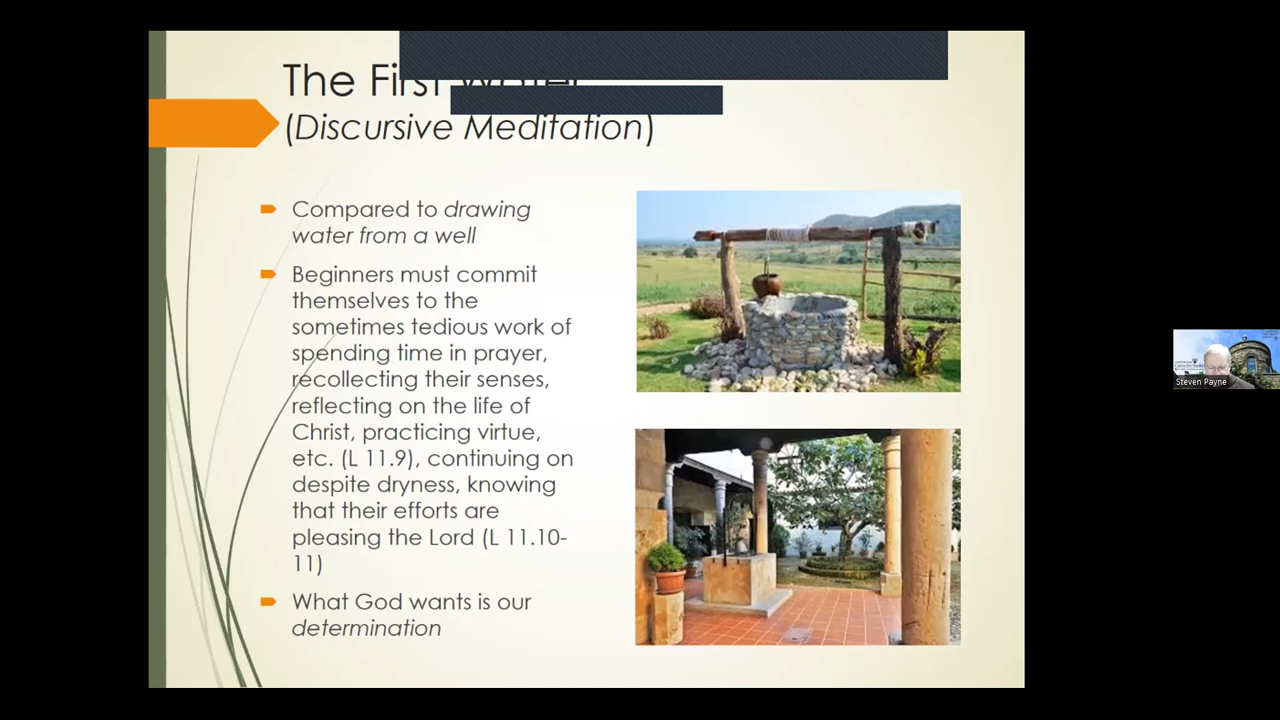 The First Water
(Discursive Meditation)
Compared to drawing
water from a well
Beginners must commit
themselves to the
sometimes tedious work of
spending time in prayer,
recollecting their senses,
reflecting on the life of
Christ, practicing virtue,
etc. (L 11.9), continuing on
despite dryness, knowing
that their efforts are
pleasing the Lord (L 11.10-
11)
What God wants is our
determination
Steven Payne